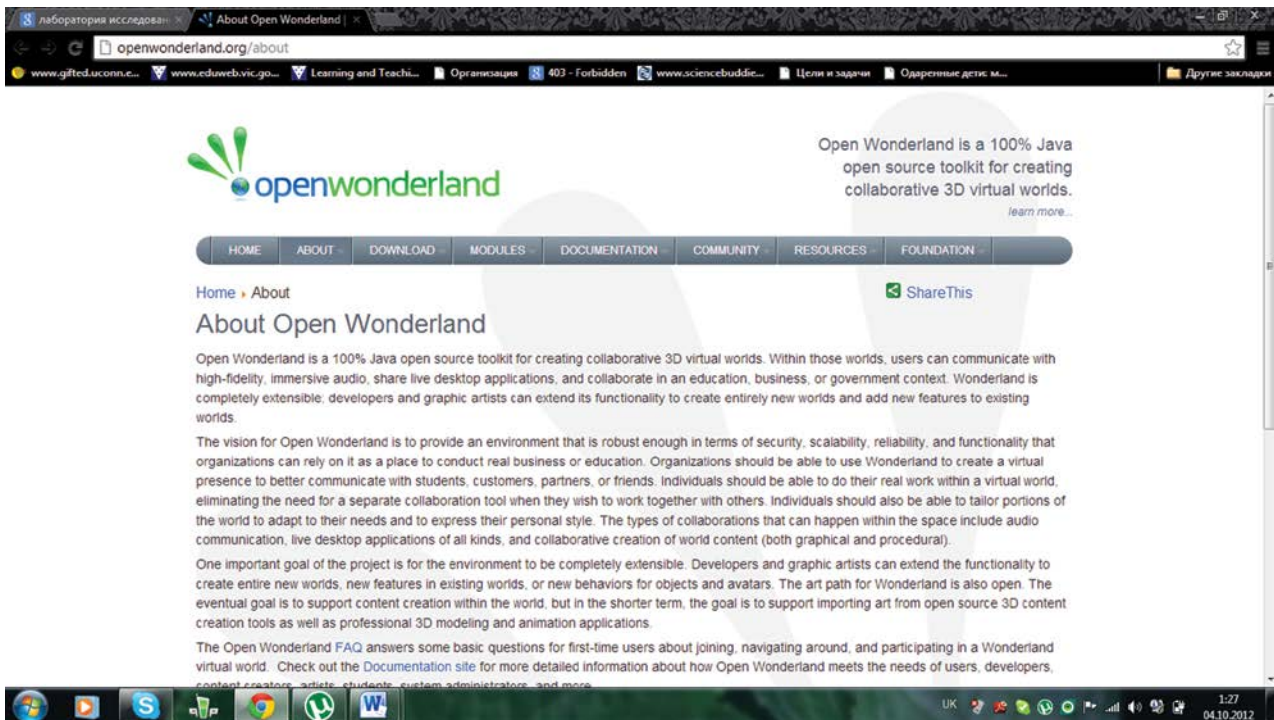 лаборатория исследован
About Open Wonderland |
openwonderland.org/about
www.gifted.uconn.e... www.eduweb.vic.go... Learning and Teachi... Организация 403 - Forbidden www.sciencebuddie... Цели и задачи Одаренные дети: м... Другие закладки
openwonderland
Open Wonderland is a 100% Java
open source toolkit for creating
collaborative 3D virtual worlds.
learn more...
HOME ABOUT DOWNLOAD MODULES DOCUMENTATION COMMUNITY RESOURCES FOUNDATION
Home › About
ShareThis
About Open Wonderland
Open Wonderland is a 100% Java open source toolkit for creating collaborative 3D virtual worlds. Within those worlds, users can communicate with
high-fidelity, immersive audio, share live desktop applications, and collaborate in an education, business, or government context. Wonderland is
completely extensible; developers and graphic artists can extend its functionality to create entirely new worlds and add new features to existing
worlds.
The vision for Open Wonderland is to provide an environment that is robust enough in terms of security, scalability, reliability, and functionality that
organizations can rely on it as a place to conduct real business or education. Organizations should be able to use Wonderland to create a virtual
presence to better communicate with students, customers, partners, or friends. Individuals should be able to do their real work within a virtual world,
eliminating the need for a separate collaboration tool when they wish to work together with others. Individuals should also be able to tailor portions of
the world to adapt to their needs and to express their personal style. The types of collaborations that can happen within the space include audio
communication, live desktop applications of all kinds, and collaborative creation of world content (both graphical and procedural).
One important goal of the project is for the environment to be completely extensible. Developers and graphic artists can extend the functionality to
create entire new worlds, new features in existing worlds, or new behaviors for objects and avatars. The art path for Wonderland is also open. The
eventual goal is to support content creation within the world, but in the shorter term, the goal is to support importing art from open source 3D content
creation tools as well as professional 3D modeling and animation applications.
The Open Wonderland FAQ answers some basic questions for first-time users about joining, navigating around, and participating in a Wonderland
virtual world. Check out the Documentation site for more detailed information about how Open Wonderland meets the needs of users, developers,
content creators, artists, students, system administrators, and more.
UK
1:27
04.10.2012